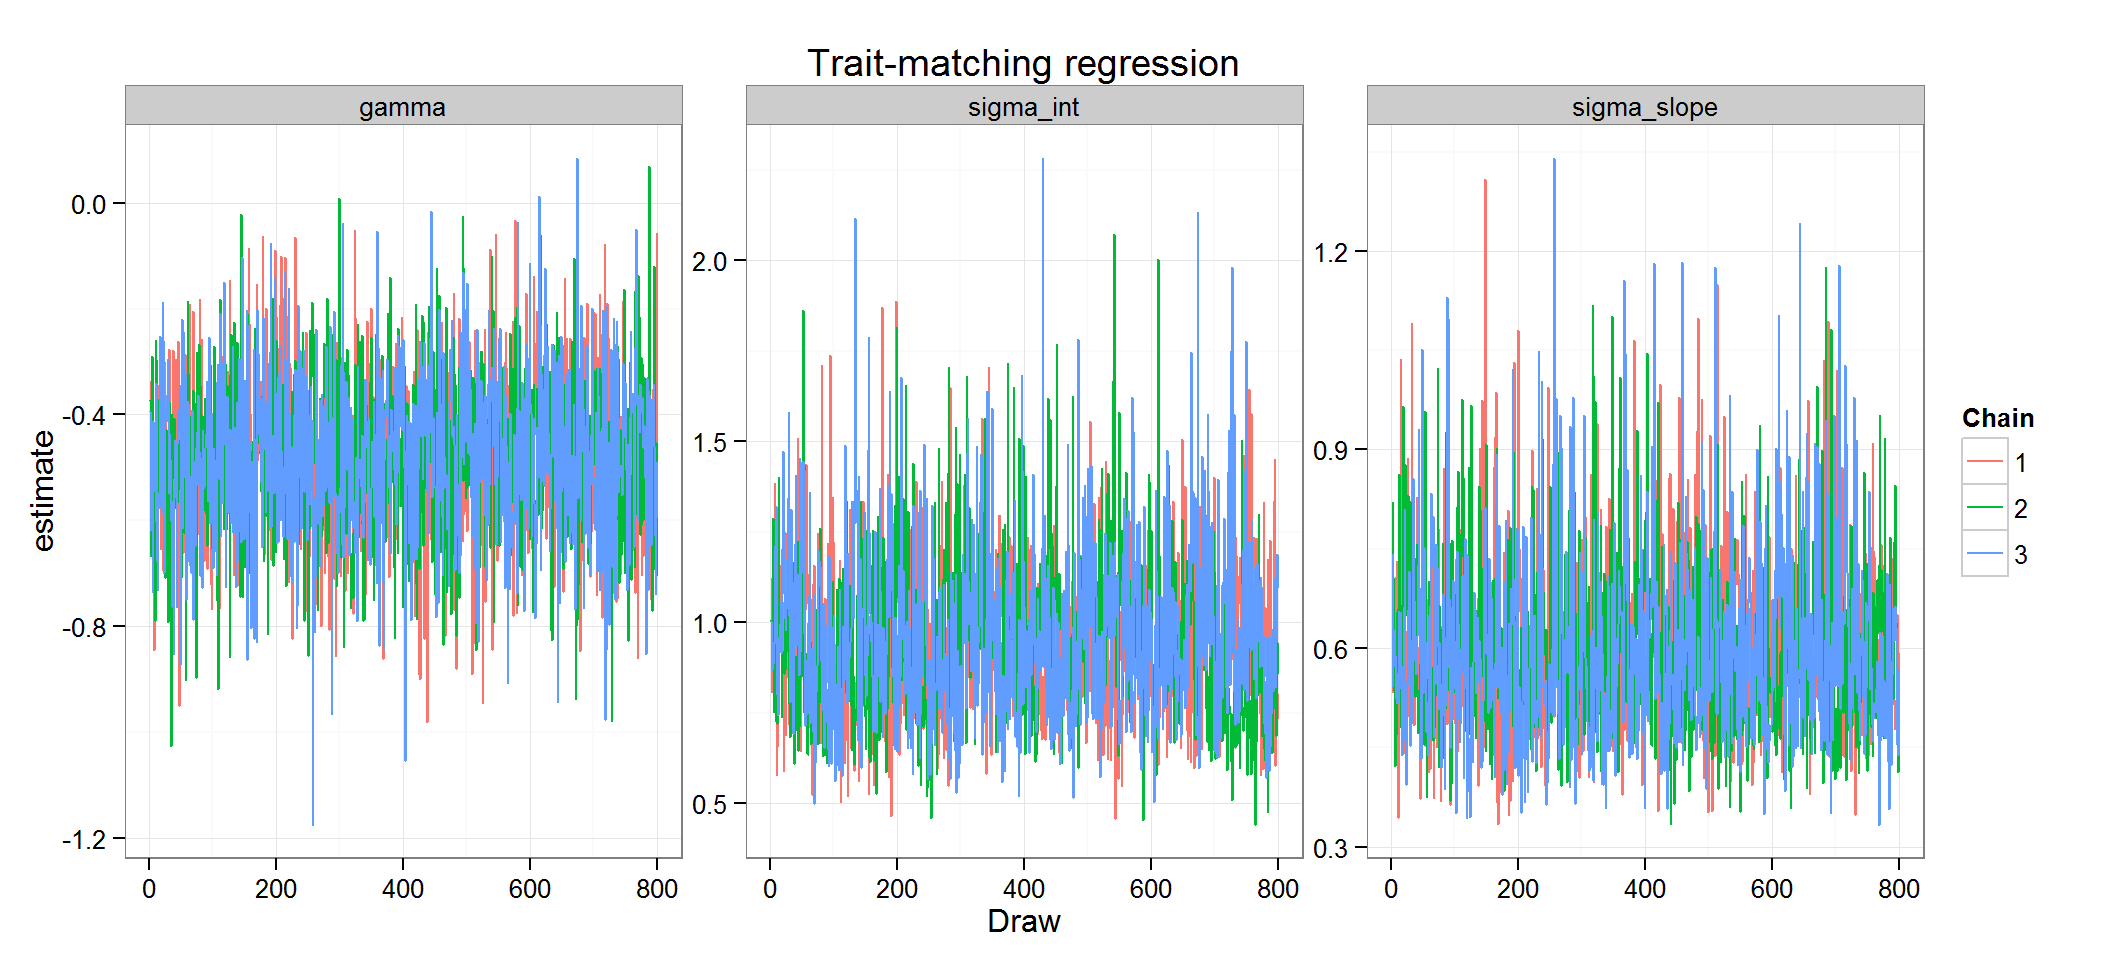 Trait-matching regression
gamma
sigma_int
sigma_slope
estimate
0.0
-0.4
-0.8
-1.2
2.0
1.5
1.0
0.5
1.2
0.9
0.6
0.3
0 200 400 600 800
0 200 400 600 800
0 200 400 600 800
Draw
Chain
1
2
3